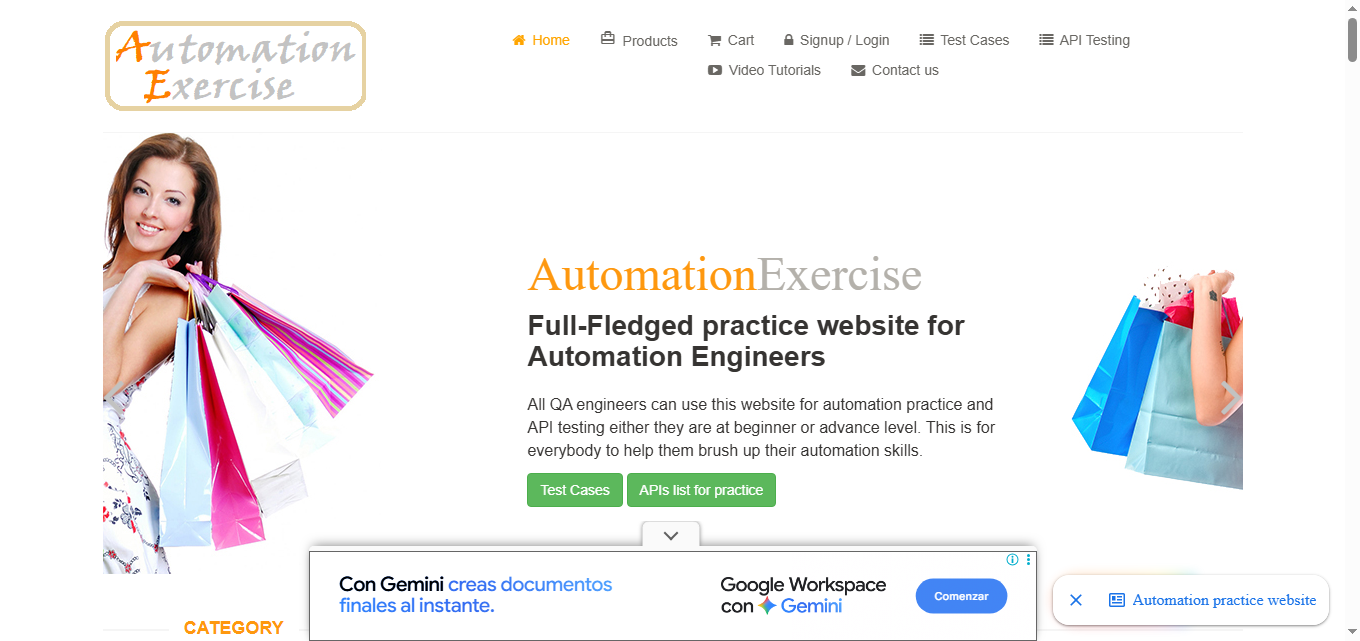 Automation
Exercise
Home Products Cart Signup / Login Test Cases API Testing
Video Tutorials Contact us
AutomationExercise
Full-Fledged practice website for
Automation Engineers
All QA engineers can use this website for automation practice and
API testing either they are at beginner or advance level. This is for
everybody to help them brush up their automation skills.
Test Cases APIs list for practice
Con Gemini creas documentos
finales al instante.
Google Workspace
con Gemini
Comenzar
Automation practice website
CATEGORY